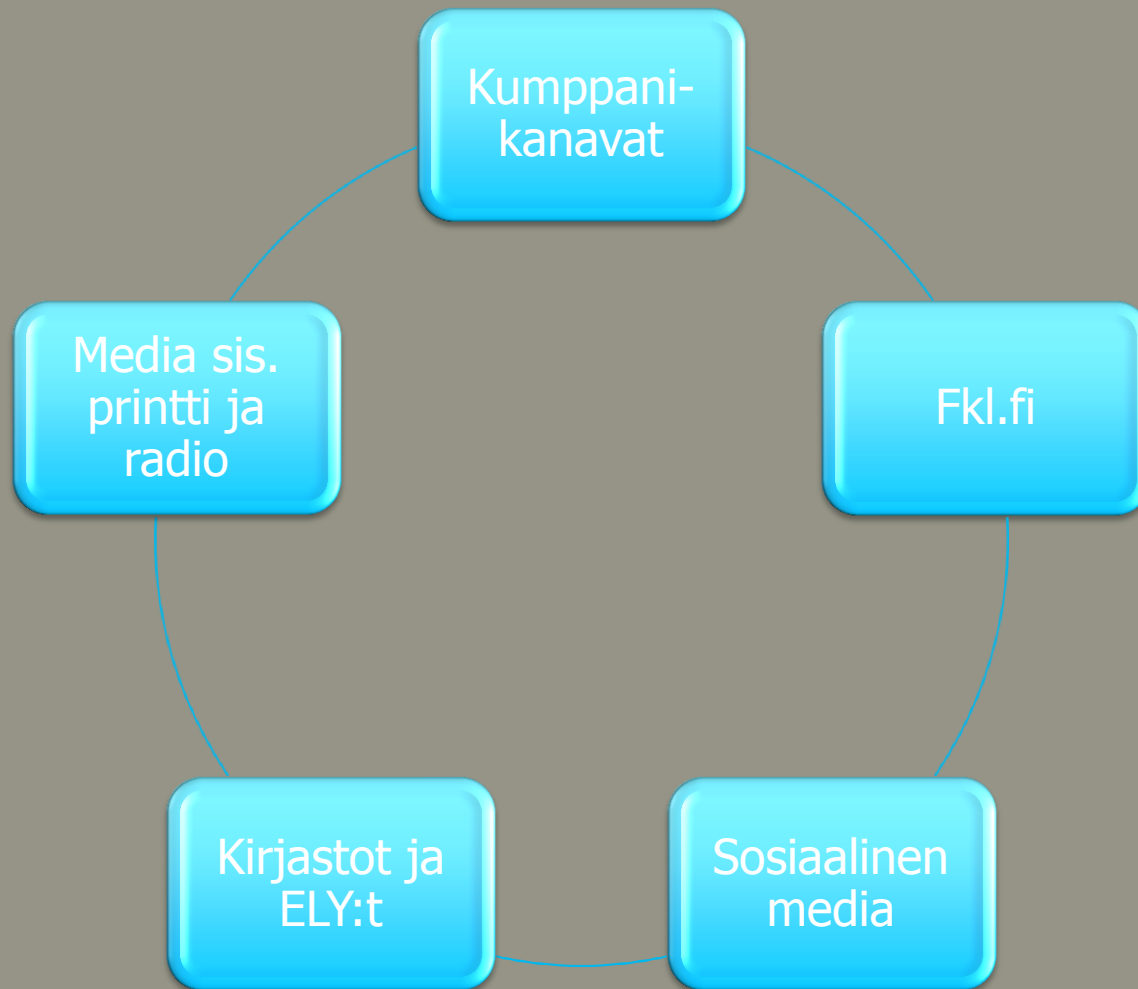 Kumppani-
kanavat
Media sis.
printti ja
radio
Fkl.fi
Kirjastot ja
ELY:t
Sosiaalinen
media